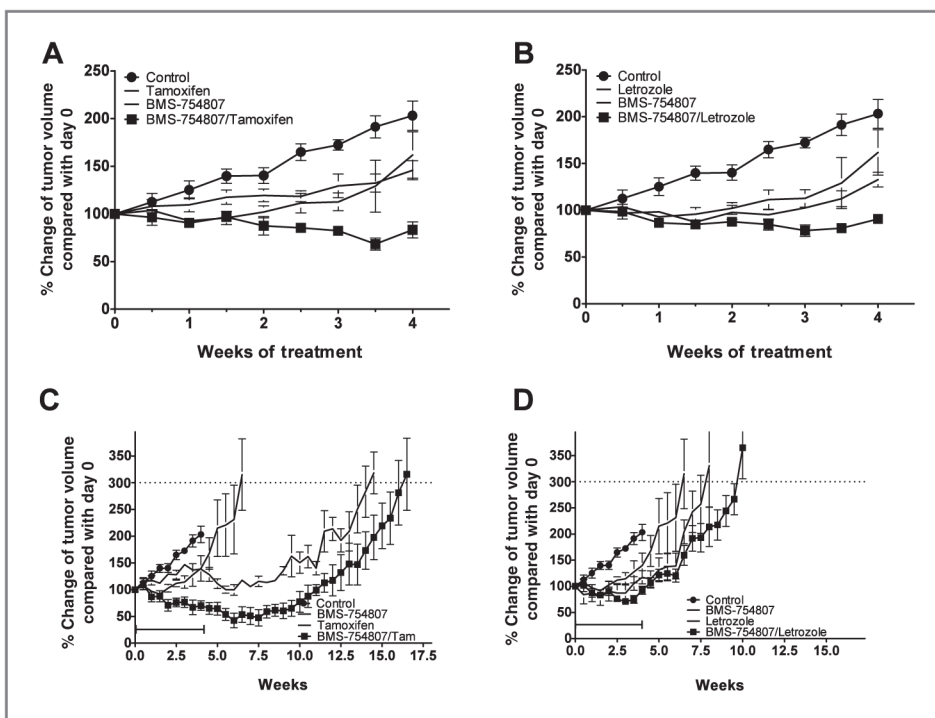 A
% Change of tumor volume
compared with day 0
250
200
150
100
50
0
Control
Tamoxifen
BMS-754807
BMS-754807/Tamoxifen
0 1 2 3 4
Weeks of treatment
B
% Change of tumor volume
compared with day 0
250
200
150
100
50
0
Control
Letrozole
BMS-754807
BMS-754807/Letrozole
0 1 2 3 4
Weeks of treatment
C
% Change of tumor volume
compared with day 0
350
300
250
200
150
100
50
0
Control
BMS-754807
Tamoxifen
BMS-754807/Tam
0.0 2.5 5.0 7.5 10.0 12.5 15.0 17.5
Weeks
D
% Change of tumor volume
compared with day 0
350
300
250
200
150
100
50
0
Control
BMS-754807
Letrozole
BMS-754807/Letrozole
0.0 2.5 5.0 7.5 10.0 12.5 15.0
Weeks